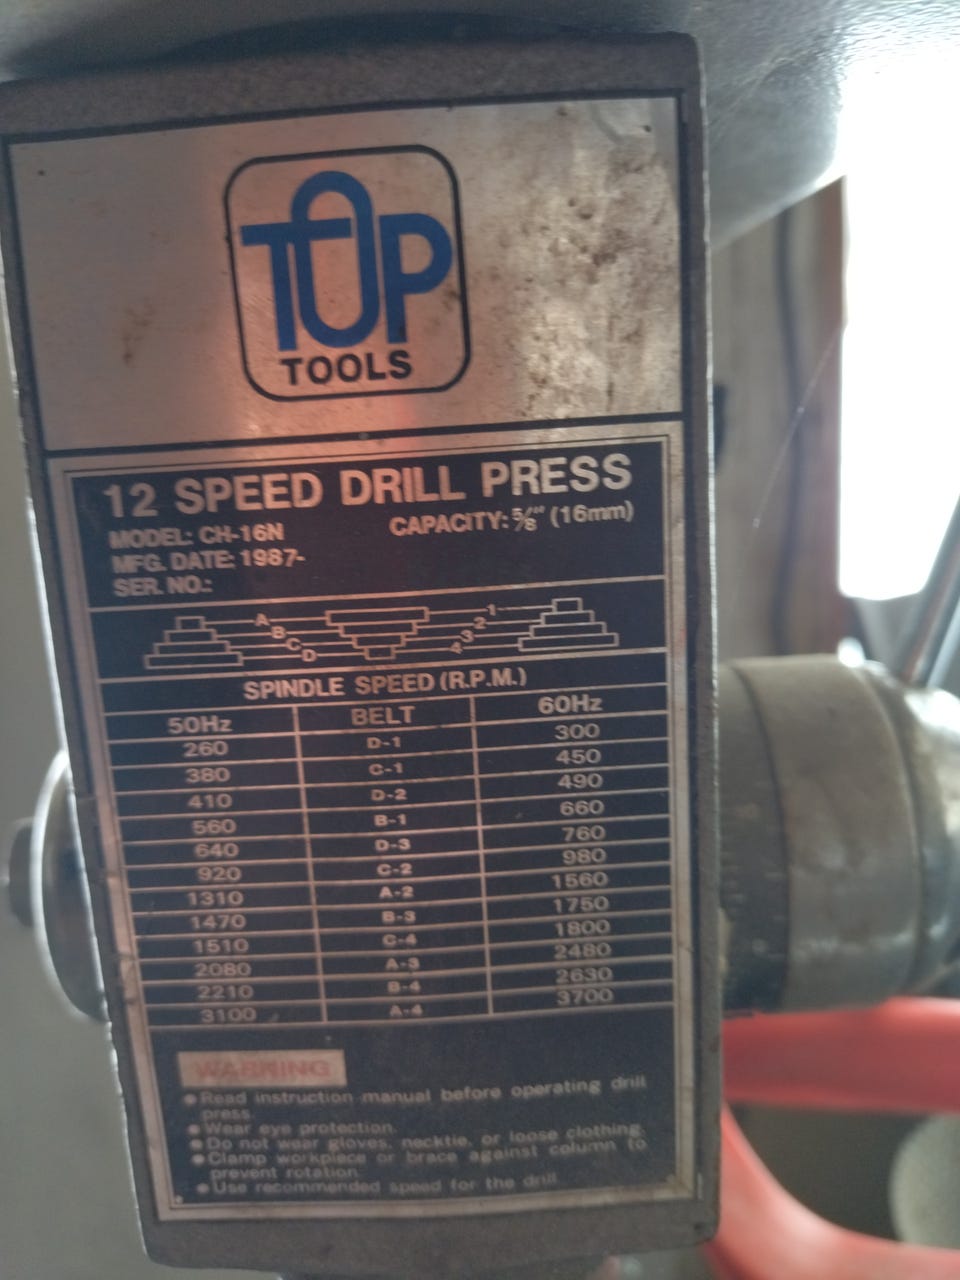 TOP
TOOLS
12 SPEED DRILL PRESS
MODEL: CH-16N CAPACITY: 5/8" (16mm)
MFG. DATE: 1987-
SER. NO.:
A 1
B 2
C 3
D 4
SPINDLE SPEED (R.P.M.)
50Hz BELT 60Hz
260 D-1 300
380 C-1 450
410 D-2 490
560 B-1 660
640 D-3 760
920 C-2 980
1310 A-2 1560
1470 B-3 1750
1510 C-4 1800
2080 A-3 2480
2210 B-4 2630
3100 A-4 3700
WARNING
●Read instruction manual before operating drill
press.
●Wear eye protection.
●Do not wear gloves, necktie, or loose clothing.
●Clamp workpiece or brace against column to
prevent rotation.
●Use recommended speed for the drill.